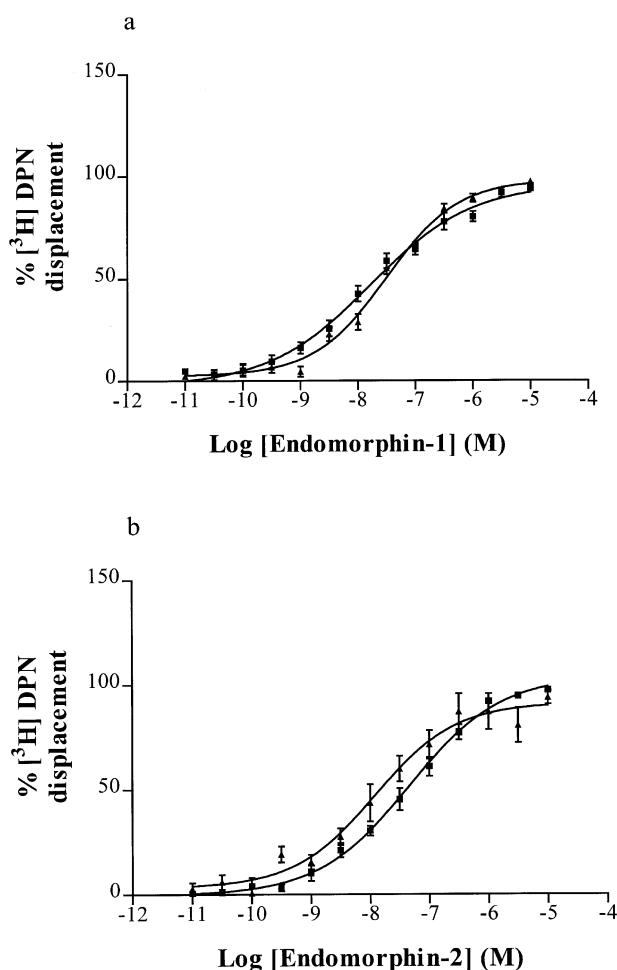 a
150
100
50
0
% [³H] DPN
displacement
-12 -11 -10 -9 -8 -7 -6 -5 -4
Log [Endomorphin-1] (M)
b
150
100
50
0
% [³H] DPN
displacement
-12 -11 -10 -9 -8 -7 -6 -5 -4
Log [Endomorphin-2] (M)